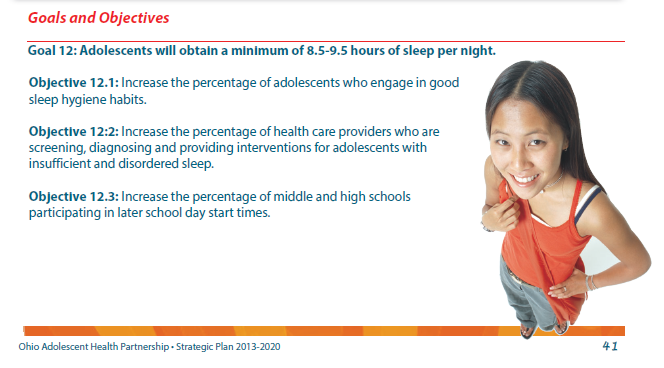 Goals and Objectives
Goal 12: Adolescents will obtain a minimum of 8.5-9.5 hours of sleep per night.
Objective 12.1: Increase the percentage of adolescents who engage in good
sleep hygiene habits.
Objective 12:2: Increase the percentage of health care providers who are
screening, diagnosing and providing interventions for adolescents with
insufficient and disordered sleep.
Objective 12.3: Increase the percentage of middle and high schools
participating in later school day start times.
Ohio Adolescent Health Partnership • Strategic Plan 2013-2020
41